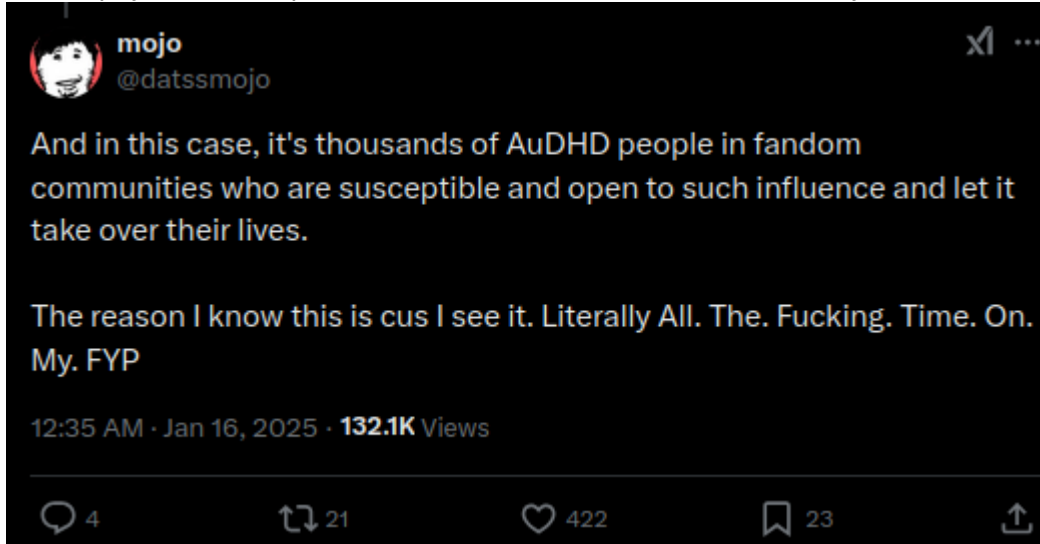 mojo
@datssmojo
And in this case, it's thousands of AuDHD people in fandom
communities who are susceptible and open to such influence and let it
take over their lives.
The reason I know this is cus I see it. Literally All. The. Fucking. Time. On.
My. FYP
12:35 AM · Jan 16, 2025 · 132.1K Views
4 21 422 23